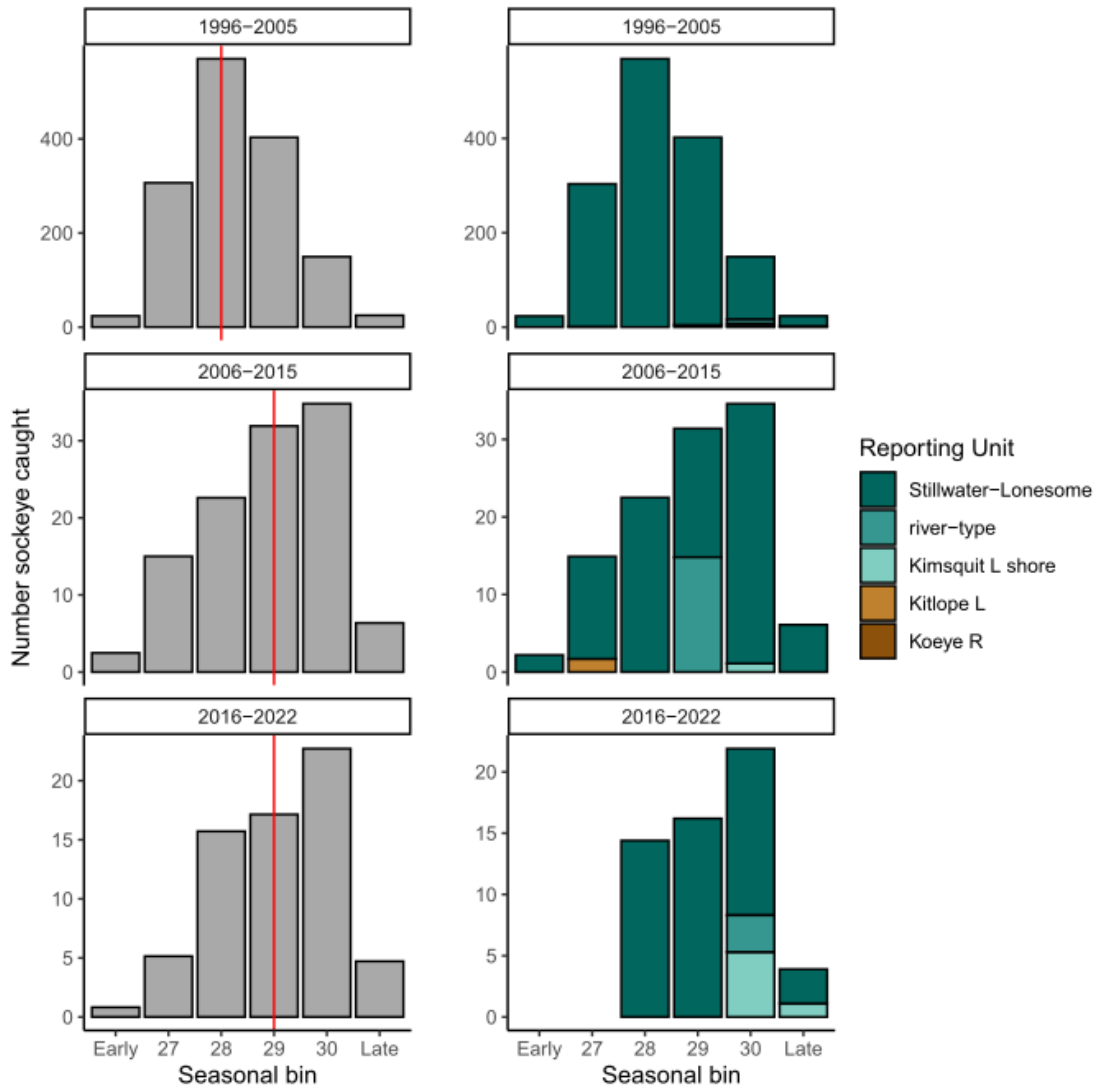 1996−2005
1996−2005
400
200
0
400
200
0
2006−2015
2006−2015
30
20
10
0
30
20
10
0
Number sockeye caught
Reporting Unit
Stillwater−Lonesome
river−type
Kimsquit L shore
Kitlope L
Koeye R
2016−2022
2016−2022
20
15
10
5
0
20
15
10
5
0
Early 27 28 29 30 Late
Early 27 28 29 30 Late
Seasonal bin
Seasonal bin